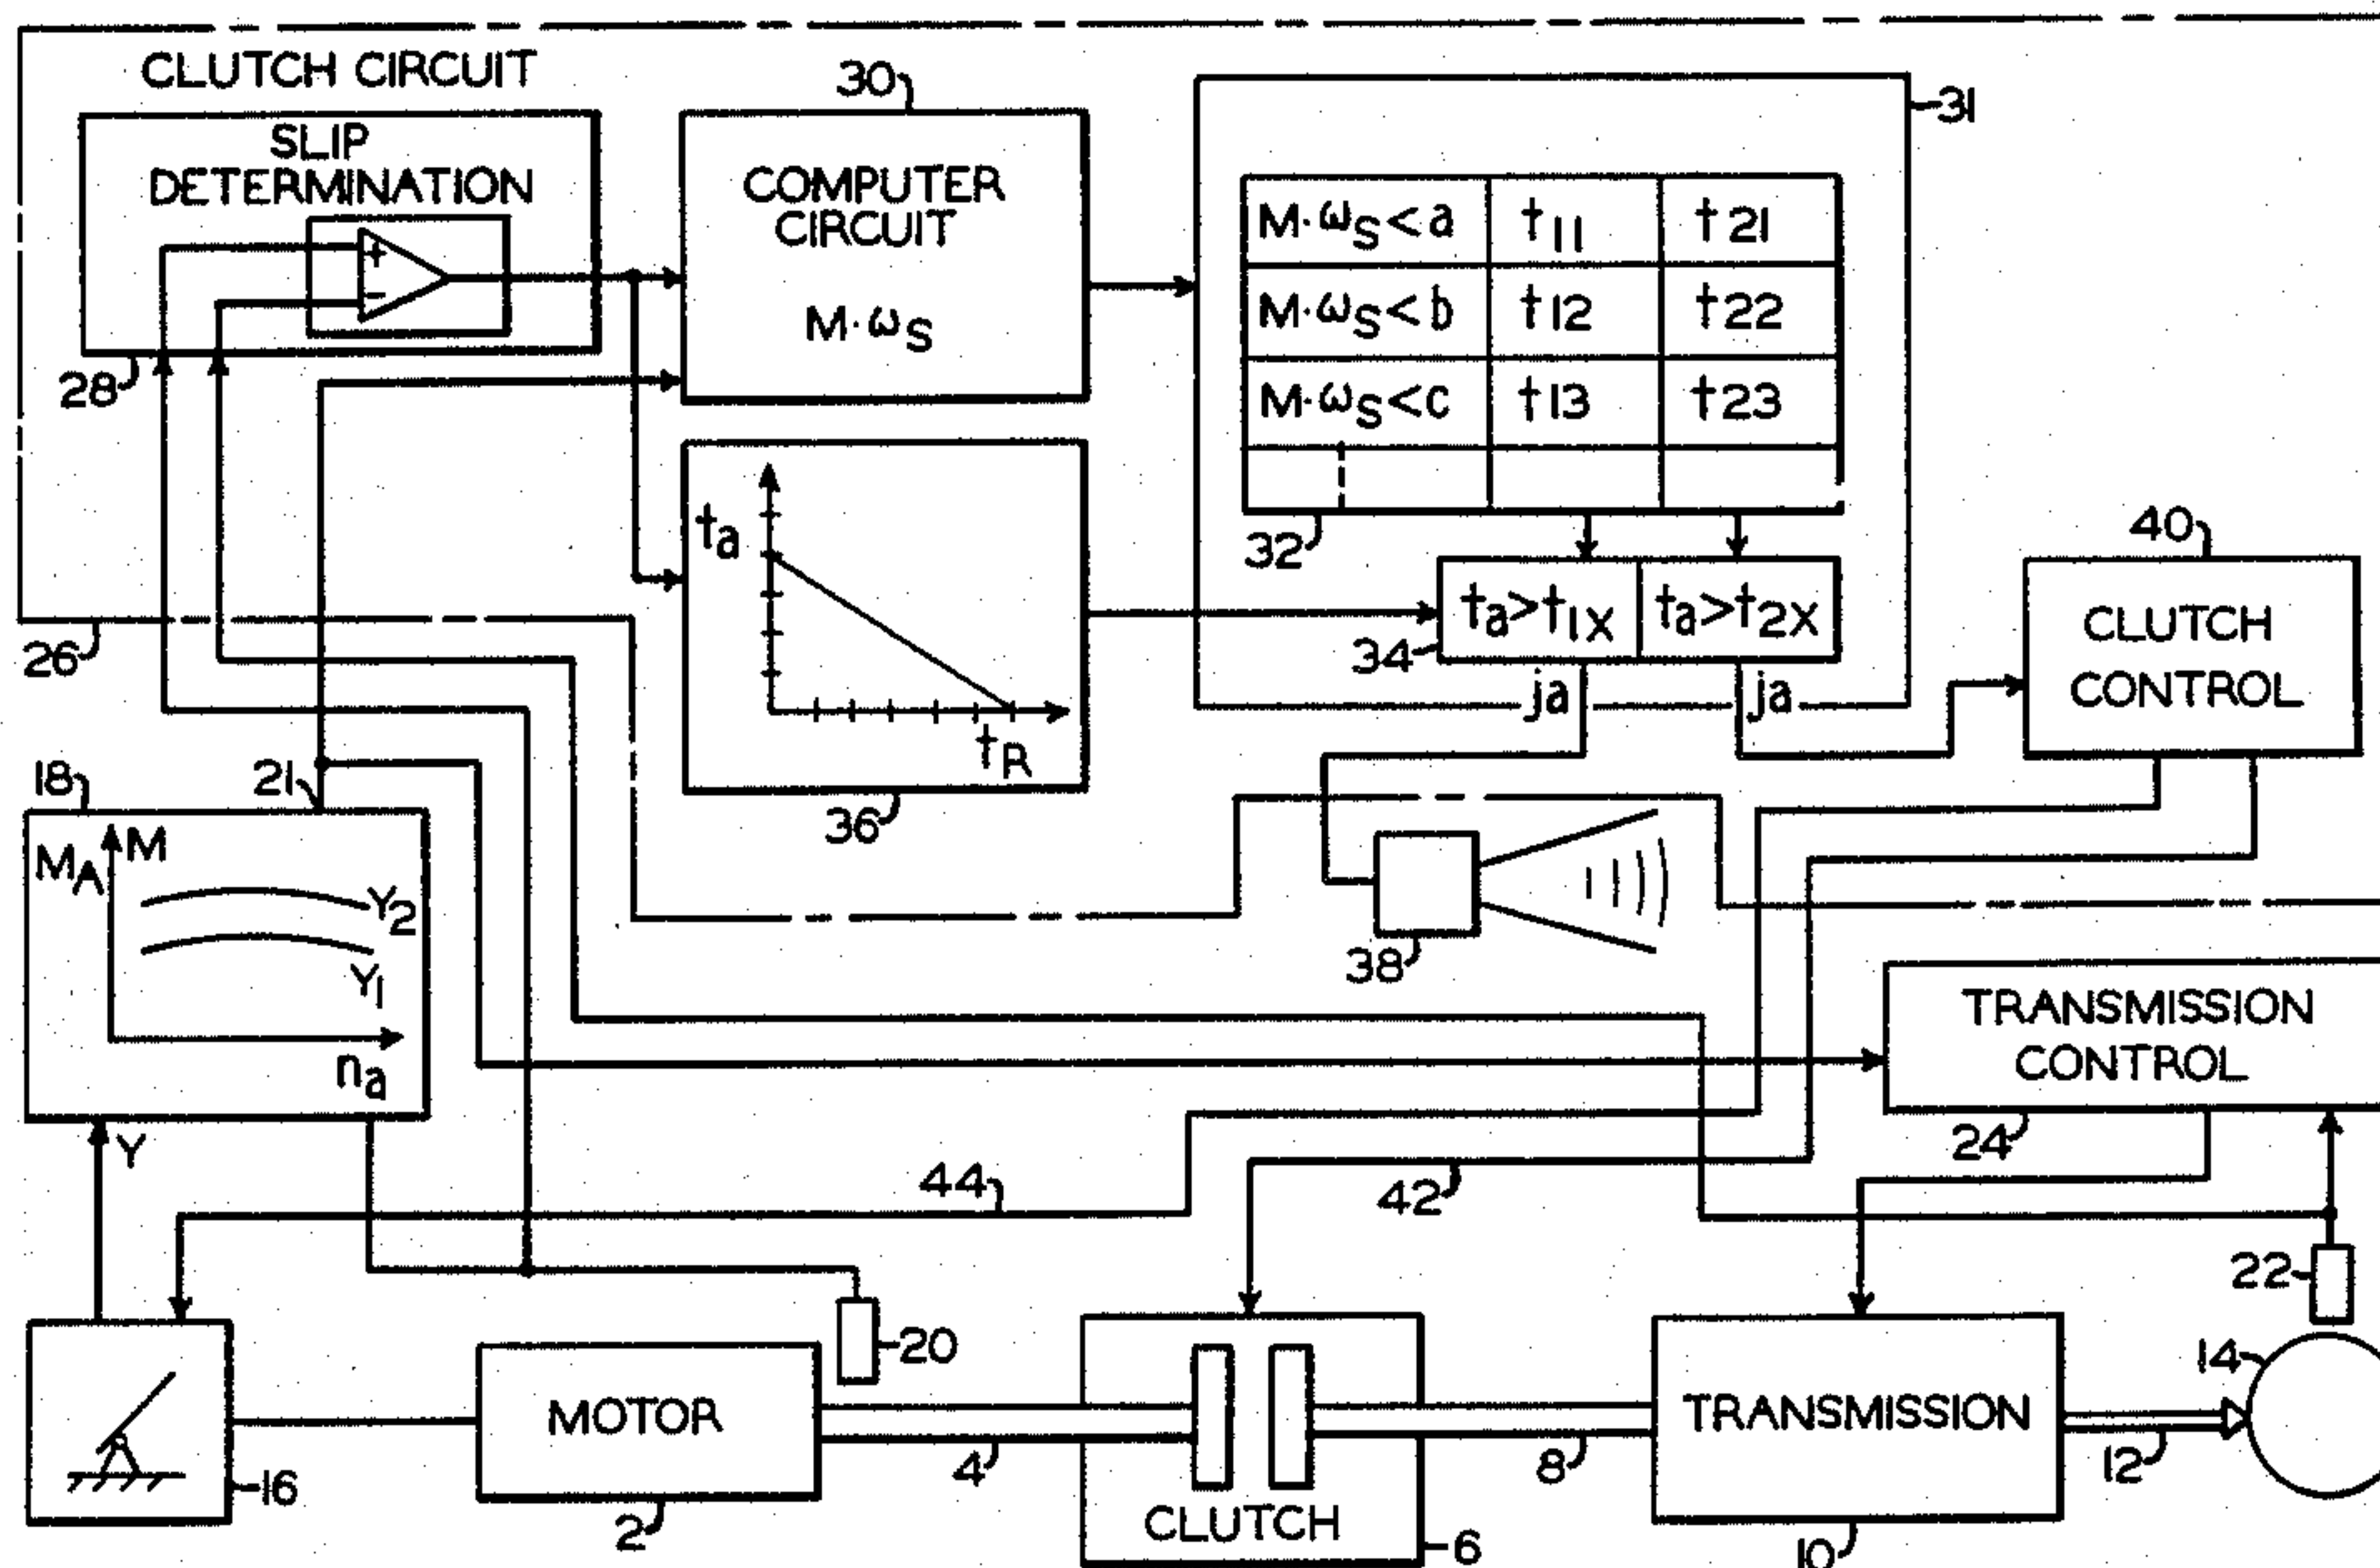 CLUTCH CIRCUIT
SLIP
DETERMINATION
+
-
28
30
COMPUTER
CIRCUIT
M·ωS
31
M·ωS<a t11 t21
M·ωS<b t12 t22
M·ωS<c t13 t23
32
ta>t1X ta>t2X
34
ja ja
40
CLUTCH
CONTROL
26
ta
tR
36
18
21
MA M
Y2
Y1
na
Y
38
TRANSMISSION
CONTROL
24
44
42
22
20
16
MOTOR
2
4
CLUTCH
6
8
TRANSMISSION
10
12
14